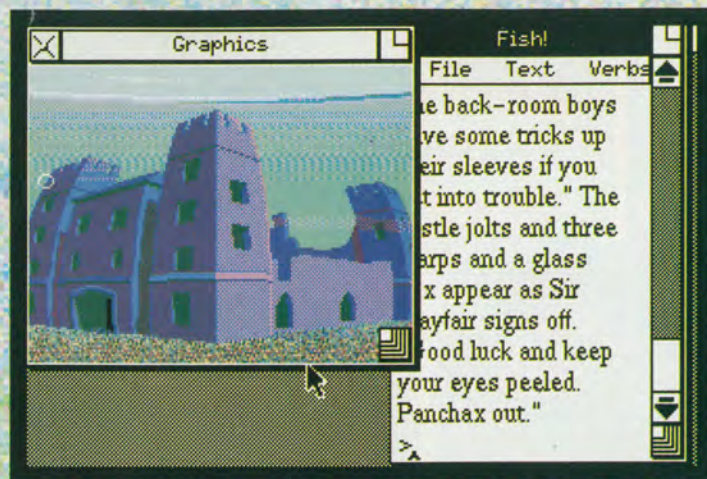 Graphics
Fish!
File Text Verbs
e back-room boys
ve some tricks up
eir sleeves if you
t into trouble." The
stle jolts and three
arps and a glass
x appear as Sir
ayfair signs off.
ood luck and keep
your eyes peeled.
Panchax out."
>